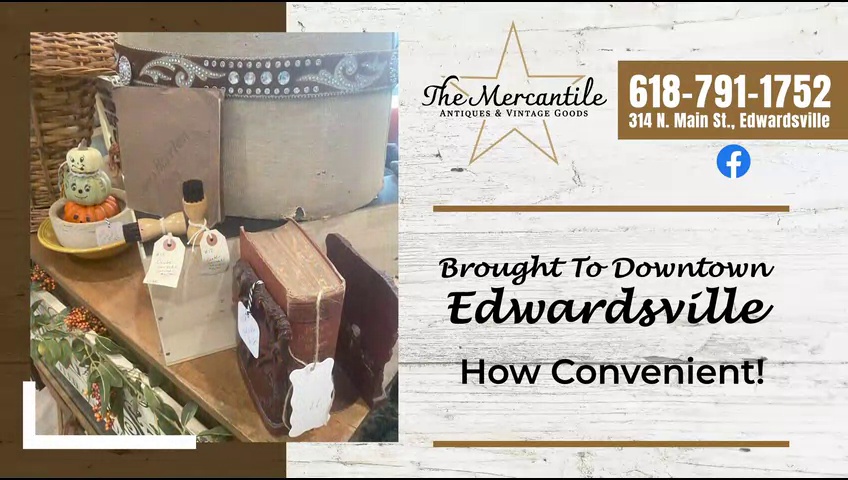 The Mercantile
Antiques & Vintage Goods
618-791-1752
314 N. Main St., Edwardsville
Brought To Downtown
Edwardsville
How Convenient!